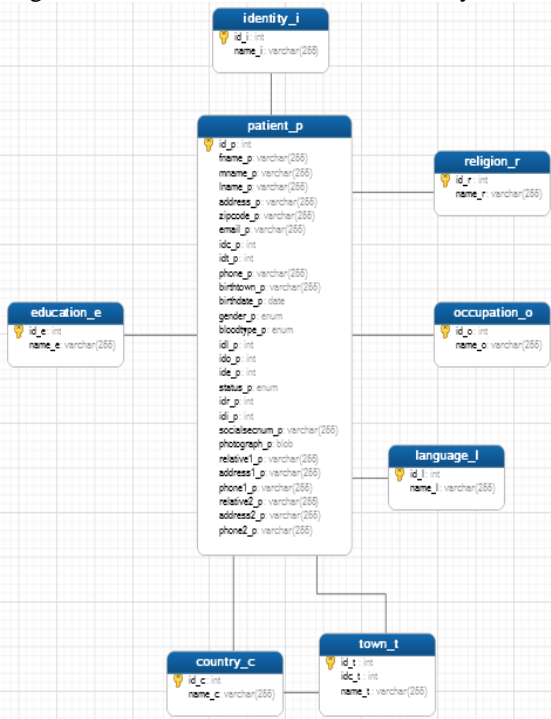 identity_i
id_i: int
name_i: varchar(255)
patient_p
id_p: int
fname_p: varchar(255)
mname_p: varchar(255)
lname_p: varchar(255)
address_p: varchar(255)
zipcode_p: varchar(255)
email_p: varchar(255)
idc_p: int
idt_p: int
phone_p: varchar(255)
birthtown_p: varchar(255)
birthdate_p: date
gender_p: enum
bloodtype_p: enum
idl_p: int
ido_p: int
ide_p: int
status_p: enum
idr_p: int
idi_p: int
socialsecnum_p: varchar(255)
photograph_p: blob
relative1_p: varchar(255)
address1_p: varchar(255)
phone1_p: varchar(255)
relative2_p: varchar(255)
address2_p: varchar(255)
phone2_p: varchar(255)
religion_r
id_r: int
name_r: varchar(255)
education_e
id_e: int
name_e: varchar(255)
occupation_o
id_o: int
name_o: varchar(255)
language_l
id_l: int
name_l: varchar(255)
country_c
id_c: int
name_c: varchar(255)
town_t
id_t : int
idc_t : int
name_t: varchar(255)